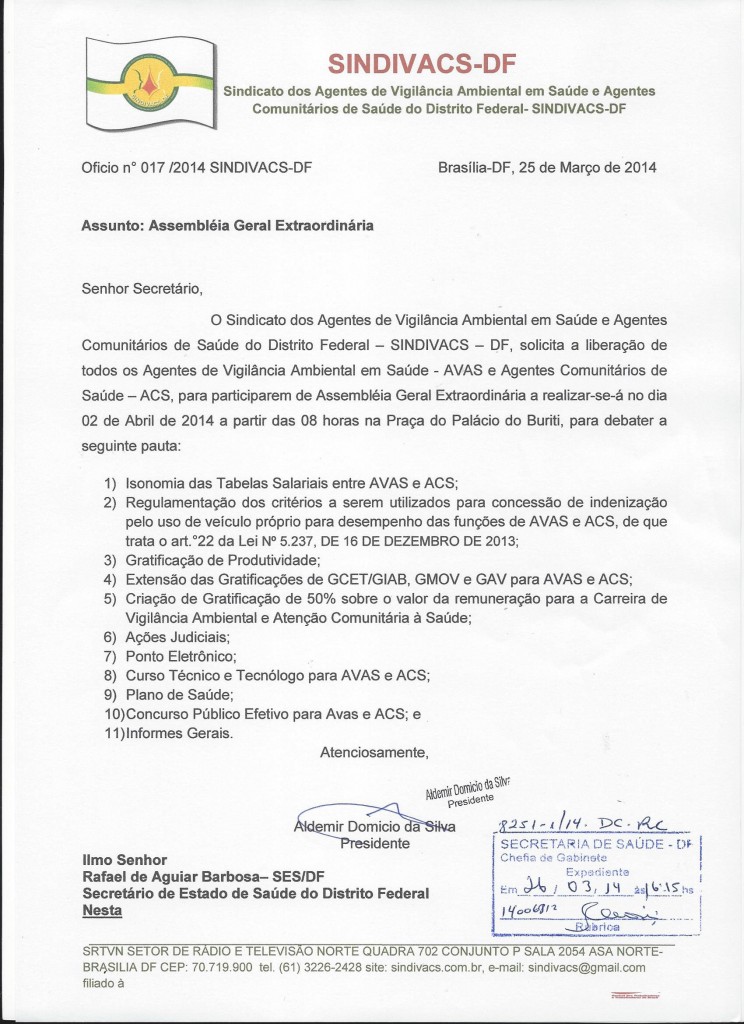 SINDIVACS-DF
Sindicato dos Agentes de Vigilância Ambiental em Saúde e Agentes
Comunitários de Saúde do Distrito Federal- SINDIVACS-DF
Oficio n° 017 /2014 SINDIVACS-DF Brasília-DF, 25 de Março de 2014
Assunto: Assembléia Geral Extraordinária
Senhor Secretário,
O Sindicato dos Agentes de Vigilância Ambiental em Saúde e Agentes
Comunitários de Saúde do Distrito Federal – SINDIVACS – DF, solicita a liberação de
todos os Agentes de Vigilância Ambiental em Saúde - AVAS e Agentes Comunitários de
Saúde – ACS, para participarem de Assembléia Geral Extraordinária a realizar-se-á no dia
02 de Abril de 2014 a partir das 08 horas na Praça do Palácio do Buriti, para debater a
seguinte pauta:
1) Isonomia das Tabelas Salariais entre AVAS e ACS;
2) Regulamentação dos critérios a serem utilizados para concessão de indenização
pelo uso de veículo próprio para desempenho das funções de AVAS e ACS, de que
trata o art.°22 da Lei Nº 5.237, DE 16 DE DEZEMBRO DE 2013;
3) Gratificação de Produtividade;
4) Extensão das Gratificações de GCET/GIAB, GMOV e GAV para AVAS e ACS;
5) Criação de Gratificação de 50% sobre o valor da remuneração para a Carreira de
Vigilância Ambiental e Atenção Comunitária à Saúde;
6) Ações Judiciais;
7) Ponto Eletrônico;
8) Curso Técnico e Tecnólogo para AVAS e ACS;
9) Plano de Saúde;
10)Concurso Público Efetivo para Avas e ACS; e
11)Informes Gerais.
Atenciosamente,
Aldemir Domicio da Silva
Presidente
Aldemir Domicio da Silva
Presidente
Ilmo Senhor
Rafael de Aguiar Barbosa– SES/DF
Secretário de Estado de Saúde do Distrito Federal
Nesta
8251-1/14. DC.
SECRETARIA DE SAÚDE - DF
Chefia de Gabinete
Expediente
Em 26 / 03, 14 às 16:15 hs
14006812
Rubrica
SRTVN SETOR DE RÁDIO E TELEVISÃO NORTE QUADRA 702 CONJUNTO P SALA 2054 ASA NORTE-
BRASILIA DF CEP: 70.719.900 tel. (61) 3226-2428 site: sindivacs.com.br, e-mail: sindivacs@gmail.com
filiado à